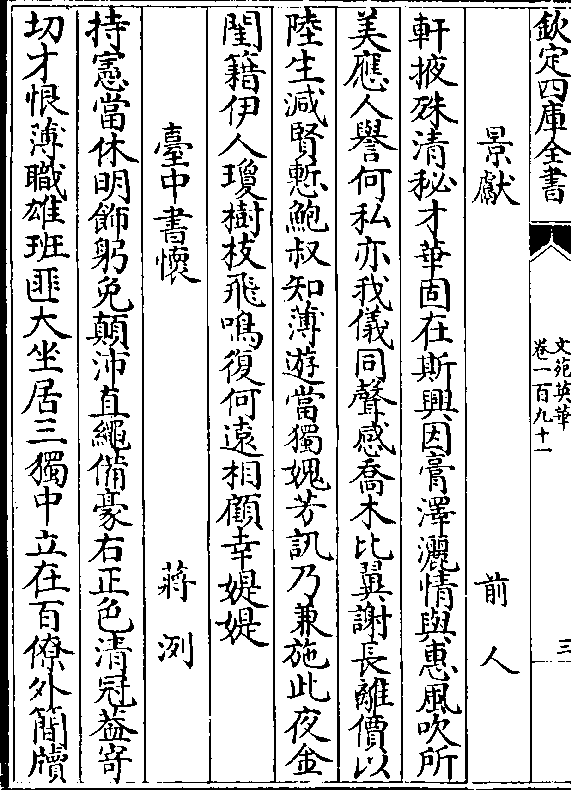 欽定四庫全書
文苑英華
卷一百九十一
三
景獻
前人
軒掖殊清秘才華固在斯興因膏澤灑情與惠風吹所
美應人譽何私亦我儀同聲感喬木比翼謝長離價以
陸生減賢慙鮑叔知薄遊當獨媿芳訊乃兼施此夜金
閨籍伊人瓊樹枝飛鳴復何遠相顧幸媞媞
臺中書懷
蔣洌
持憲當休明飾躬免顛沛直繩備豪右正色清冠葢寄
切才恨薄職雄班匪大坐居三獨中立在百僚外簡牘